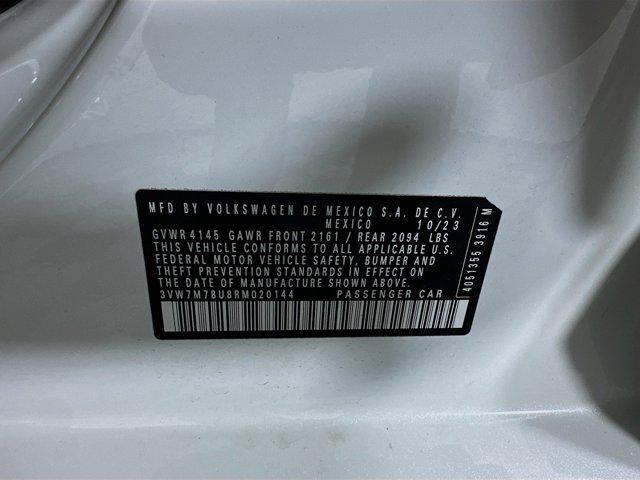 MFD BY VOLKSWAGEN DE MEXICO S.A. DE C.V.
MEXICO 10/23
GVWR 4145 GAWR FRONT 2161 / REAR 2094 LBS
THIS VEHICLE CONFORMS TO ALL APPLICABLE U.S.
FEDERAL MOTOR VEHICLE SAFETY, BUMPER AND
THEFT PREVENTION STANDARDS IN EFFECT ON
THE DATE OF MANUFACTURE SHOWN ABOVE.
3VW7M7BU8RM020144 PASSENGER CAR
4051355 3916 M